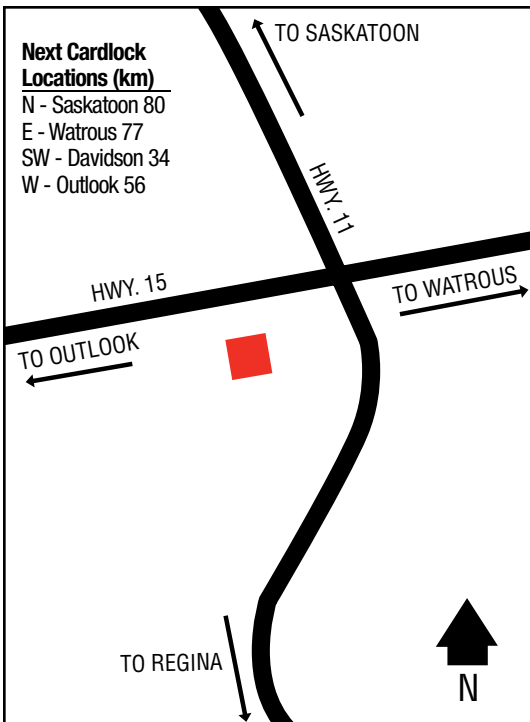 Next Cardlock
Locations (km)
N - Saskatoon 80
E - Watrous 77
SW - Davidson 34
W - Outlook 56
TO SASKATOON
HWY. 11
HWY. 15
TO WATROUS
TO OUTLOOK
TO REGINA
N